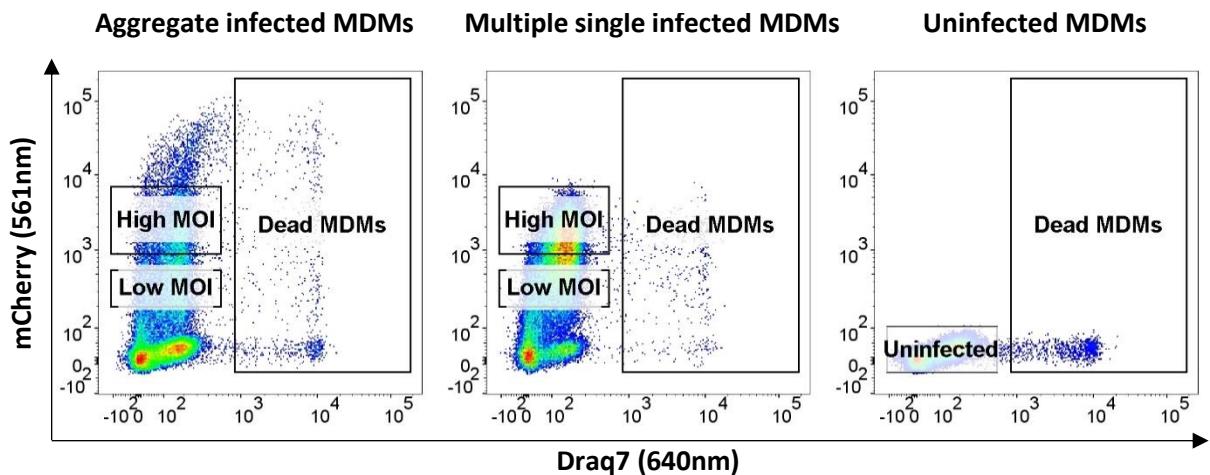 Aggregate infected MDMs
Multiple single infected MDMs
Uninfected MDMs
mCherry (561nm)
10^5
10^4
10^3
10^2
0
-10^2
High MOI
Low MOI
Dead MDMs
-10^2 0 10^2 10^3 10^4 10^5
10^5
10^4
10^3
10^2
0
-10^2
High MOI
Low MOI
Dead MDMs
-10^2 0 10^2 10^3 10^4 10^5
10^5
10^4
10^3
10^2
0
-10^2
Uninfected
Dead MDMs
-10^2 0 10^2 10^3 10^4 10^5
Draq7 (640nm)